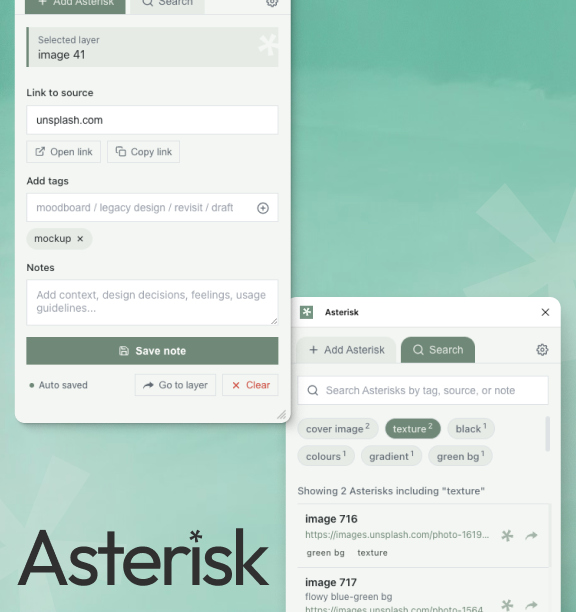 + Add Asterisk
Search
Selected layer
image 41
Link to source
unsplash.com
Open link
Copy link
Add tags
moodboard / legacy design / revisit / draft
mockup ×
Notes
Add context, design decisions, feelings, usage
guidelines...
Save note
• Auto saved
Go to layer
× Clear
Asterisk
+ Add Asterisk
Search
Search Asterisks by tag, source, or note
cover image 2
texture 2
black 1
colours 1
gradient 1
green bg 1
Showing 2 Asterisks including "texture"
image 716
https://images.unsplash.com/photo-1619...
green bg texture
image 717
flowy blue-green bg
https://images.unsplash.com/photo-1564
Asterisk